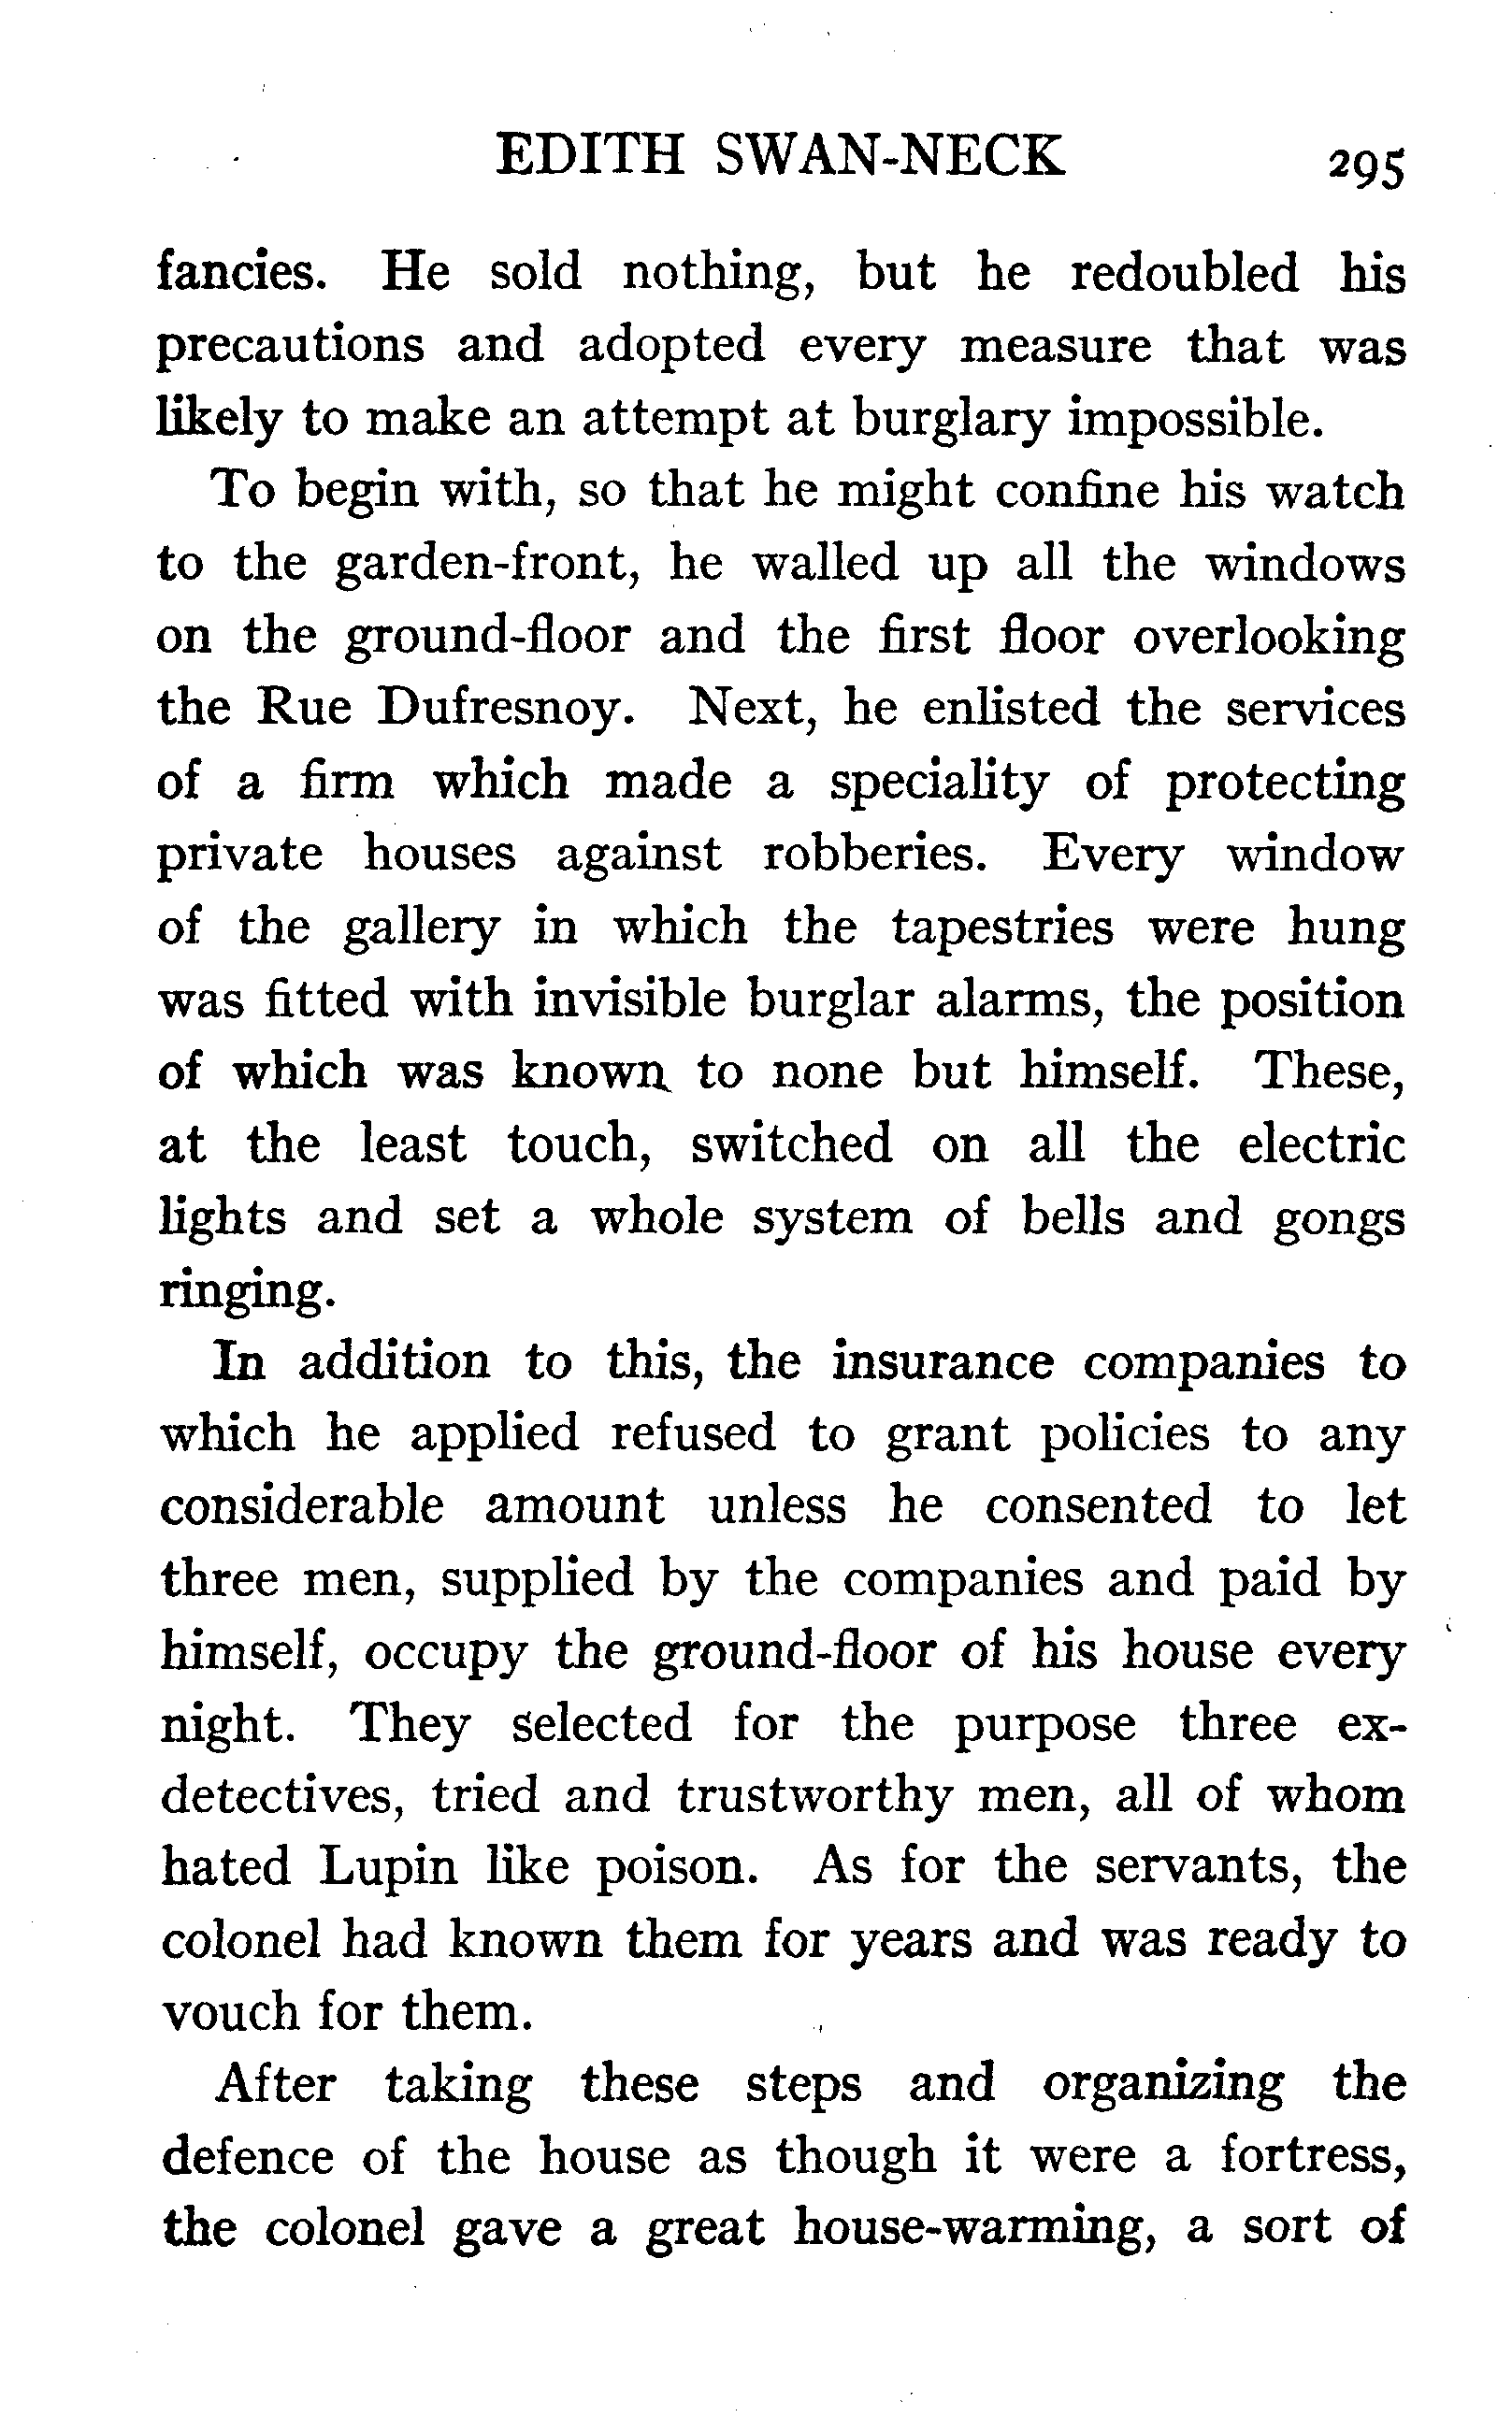 EDITH SWAN-NECK 295
fancies. He sold nothing, but he redoubled his
precautions and adopted every measure that was
likely to make an attempt at burglary impossible.
To begin with, so that he might confine his watch
to the garden-front, he walled up all the windows
on the ground-floor and the first floor overlooking
the Rue Dufresnoy. Next, he enlisted the services
of a firm which made a speciality of protecting
private houses against robberies. Every window
of the gallery in which the tapestries were hung
was fitted with invisible burglar alarms, the position
of which was known to none but himself. These,
at the least touch, switched on all the electric
lights and set a whole system of bells and gongs
ringing.
In addition to this, the insurance companies to
which he applied refused to grant policies to any
considerable amount unless he consented to let
three men, supplied by the companies and paid by
himself, occupy the ground-floor of his house every
night. They selected for the purpose three ex-
detectives, tried and trustworthy men, all of whom
hated Lupin like poison. As for the servants, the
colonel had known them for years and was ready to
vouch for them.
After taking these steps and organizing the
defence of the house as though it were a fortress,
the colonel gave a great house-warming, a sort of